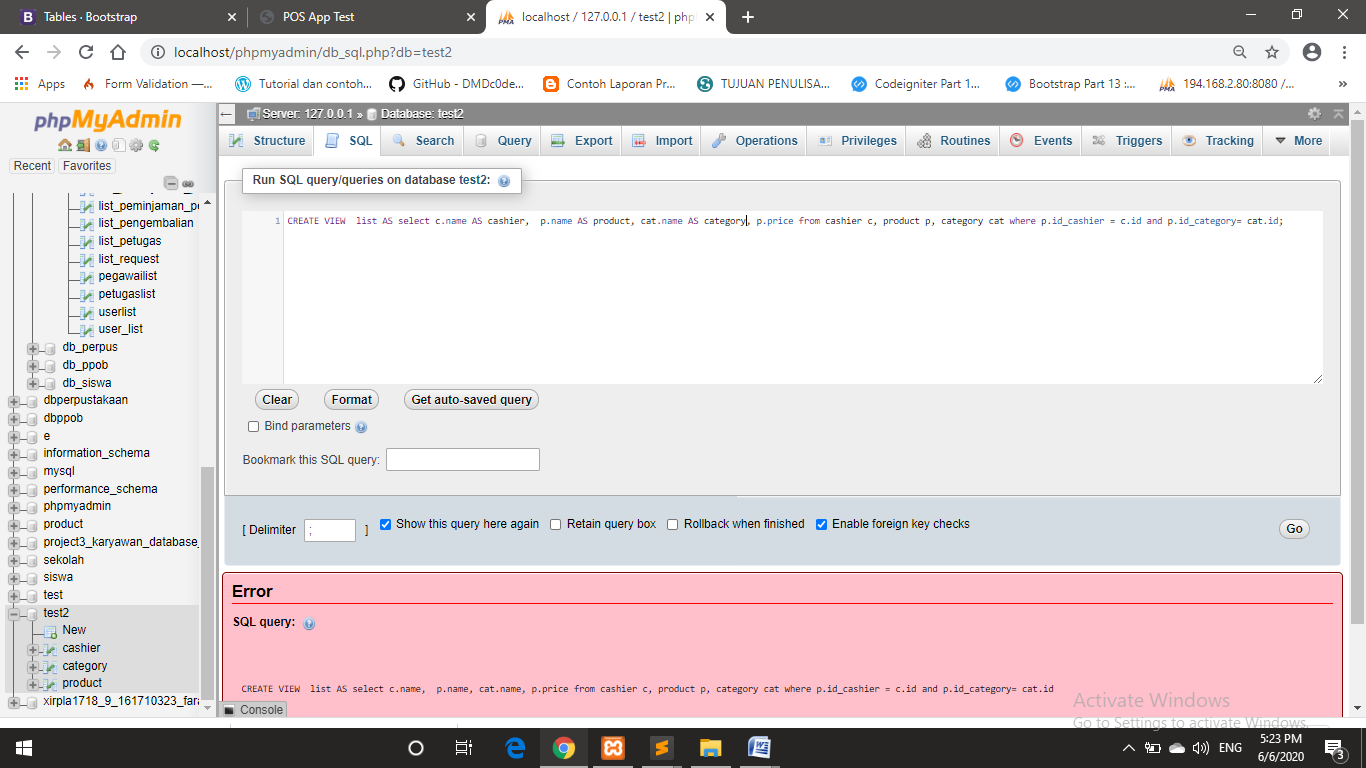 Tables · Bootstrap
POS App Test
localhost / 127.0.0.1 / test2 | php
localhost/phpmyadmin/db_sql.php?db=test2
Apps
Form Validation —...
Tutorial dan contoh...
GitHub - DMDc0de...
Contoh Laporan Pr...
TUJUAN PENULISA...
Codeigniter Part 1...
Bootstrap Part 13 :...
194.168.2.80:8080 /...
»
phpMyAdmin
Recent
Favorites
list_peminjaman_p
list_pengembalian
list_petugas
list_request
pegawailist
petugaslist
userlist
user_list
db_perpus
db_ppob
db_siswa
dbperpustakaan
dbppob
e
information_schema
mysql
performance_schema
phpmyadmin
product
project3_karyawan_database_
sekolah
siswa
test
test2
New
cashier
category
product
xirpla1718_9_161710323_fara
Server: 127.0.0.1 » Database: test2
Structure
SQL
Search
Query
Export
Import
Operations
Privileges
Routines
Events
Triggers
Tracking
More
Run SQL query/queries on database test2:
1 CREATE VIEW  list AS select c.name AS cashier,  p.name AS product, cat.name AS category, p.price from cashier c, product p, category cat where p.id_cashier = c.id and p.id_category= cat.id;
Clear
Format
Get auto-saved query
Bind parameters
Bookmark this SQL query:
[ Delimiter ; ]
Show this query here again
Retain query box
Rollback when finished
Enable foreign key checks
Go
Error
SQL query:
CREATE VIEW  list AS select c.name,  p.name, cat.name, p.price from cashier c, product p, category cat where p.id_cashier = c.id and p.id_category= cat.id
Console
Activate Windows
Go to Settings to activate Windows.
ENG
5:23 PM
6/6/2020
3